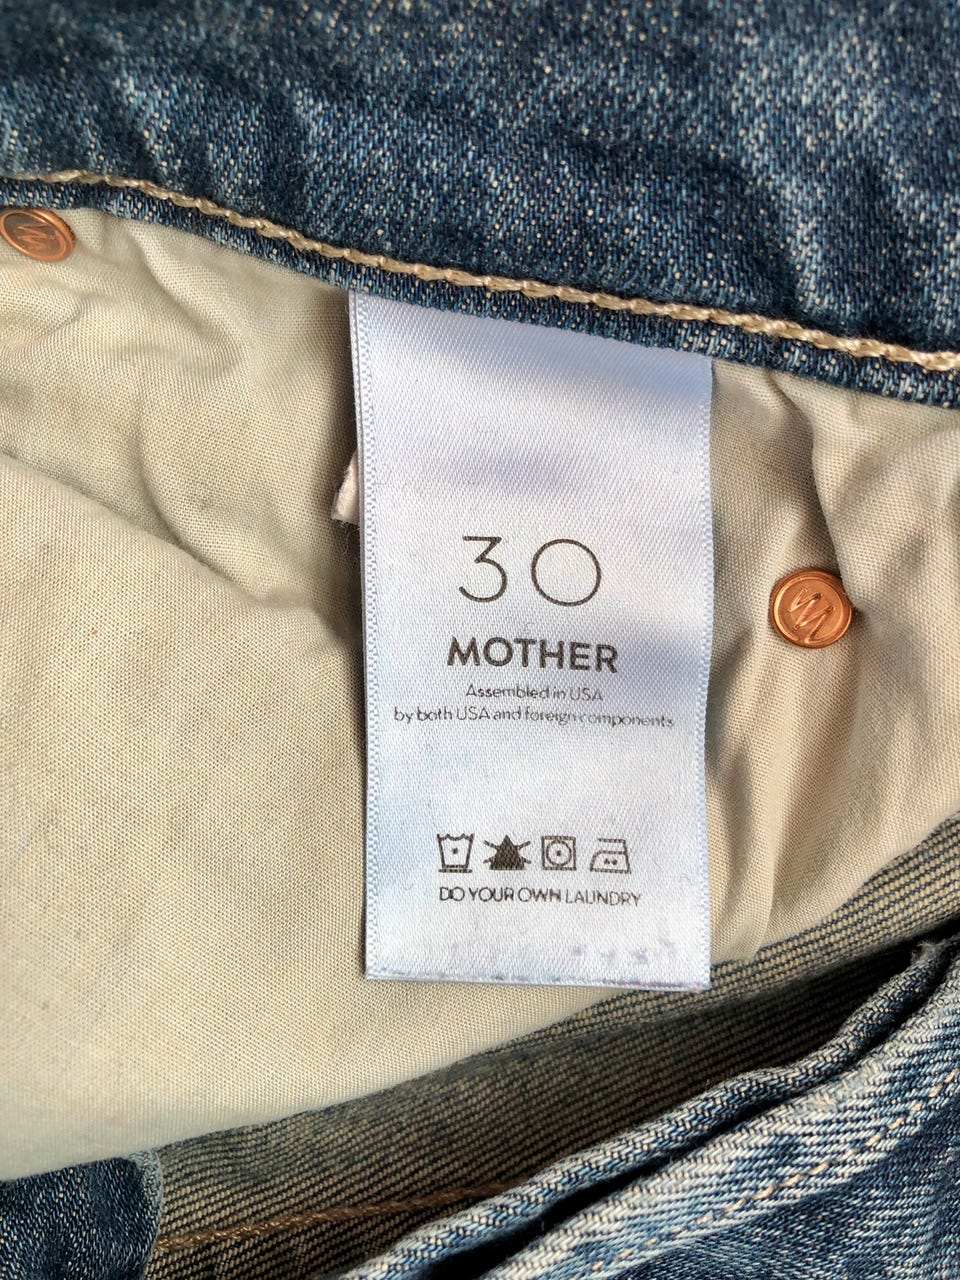 30
MOTHER
Assembled in USA
by both USA and foreign components
DO YOUR OWN LAUNDRY